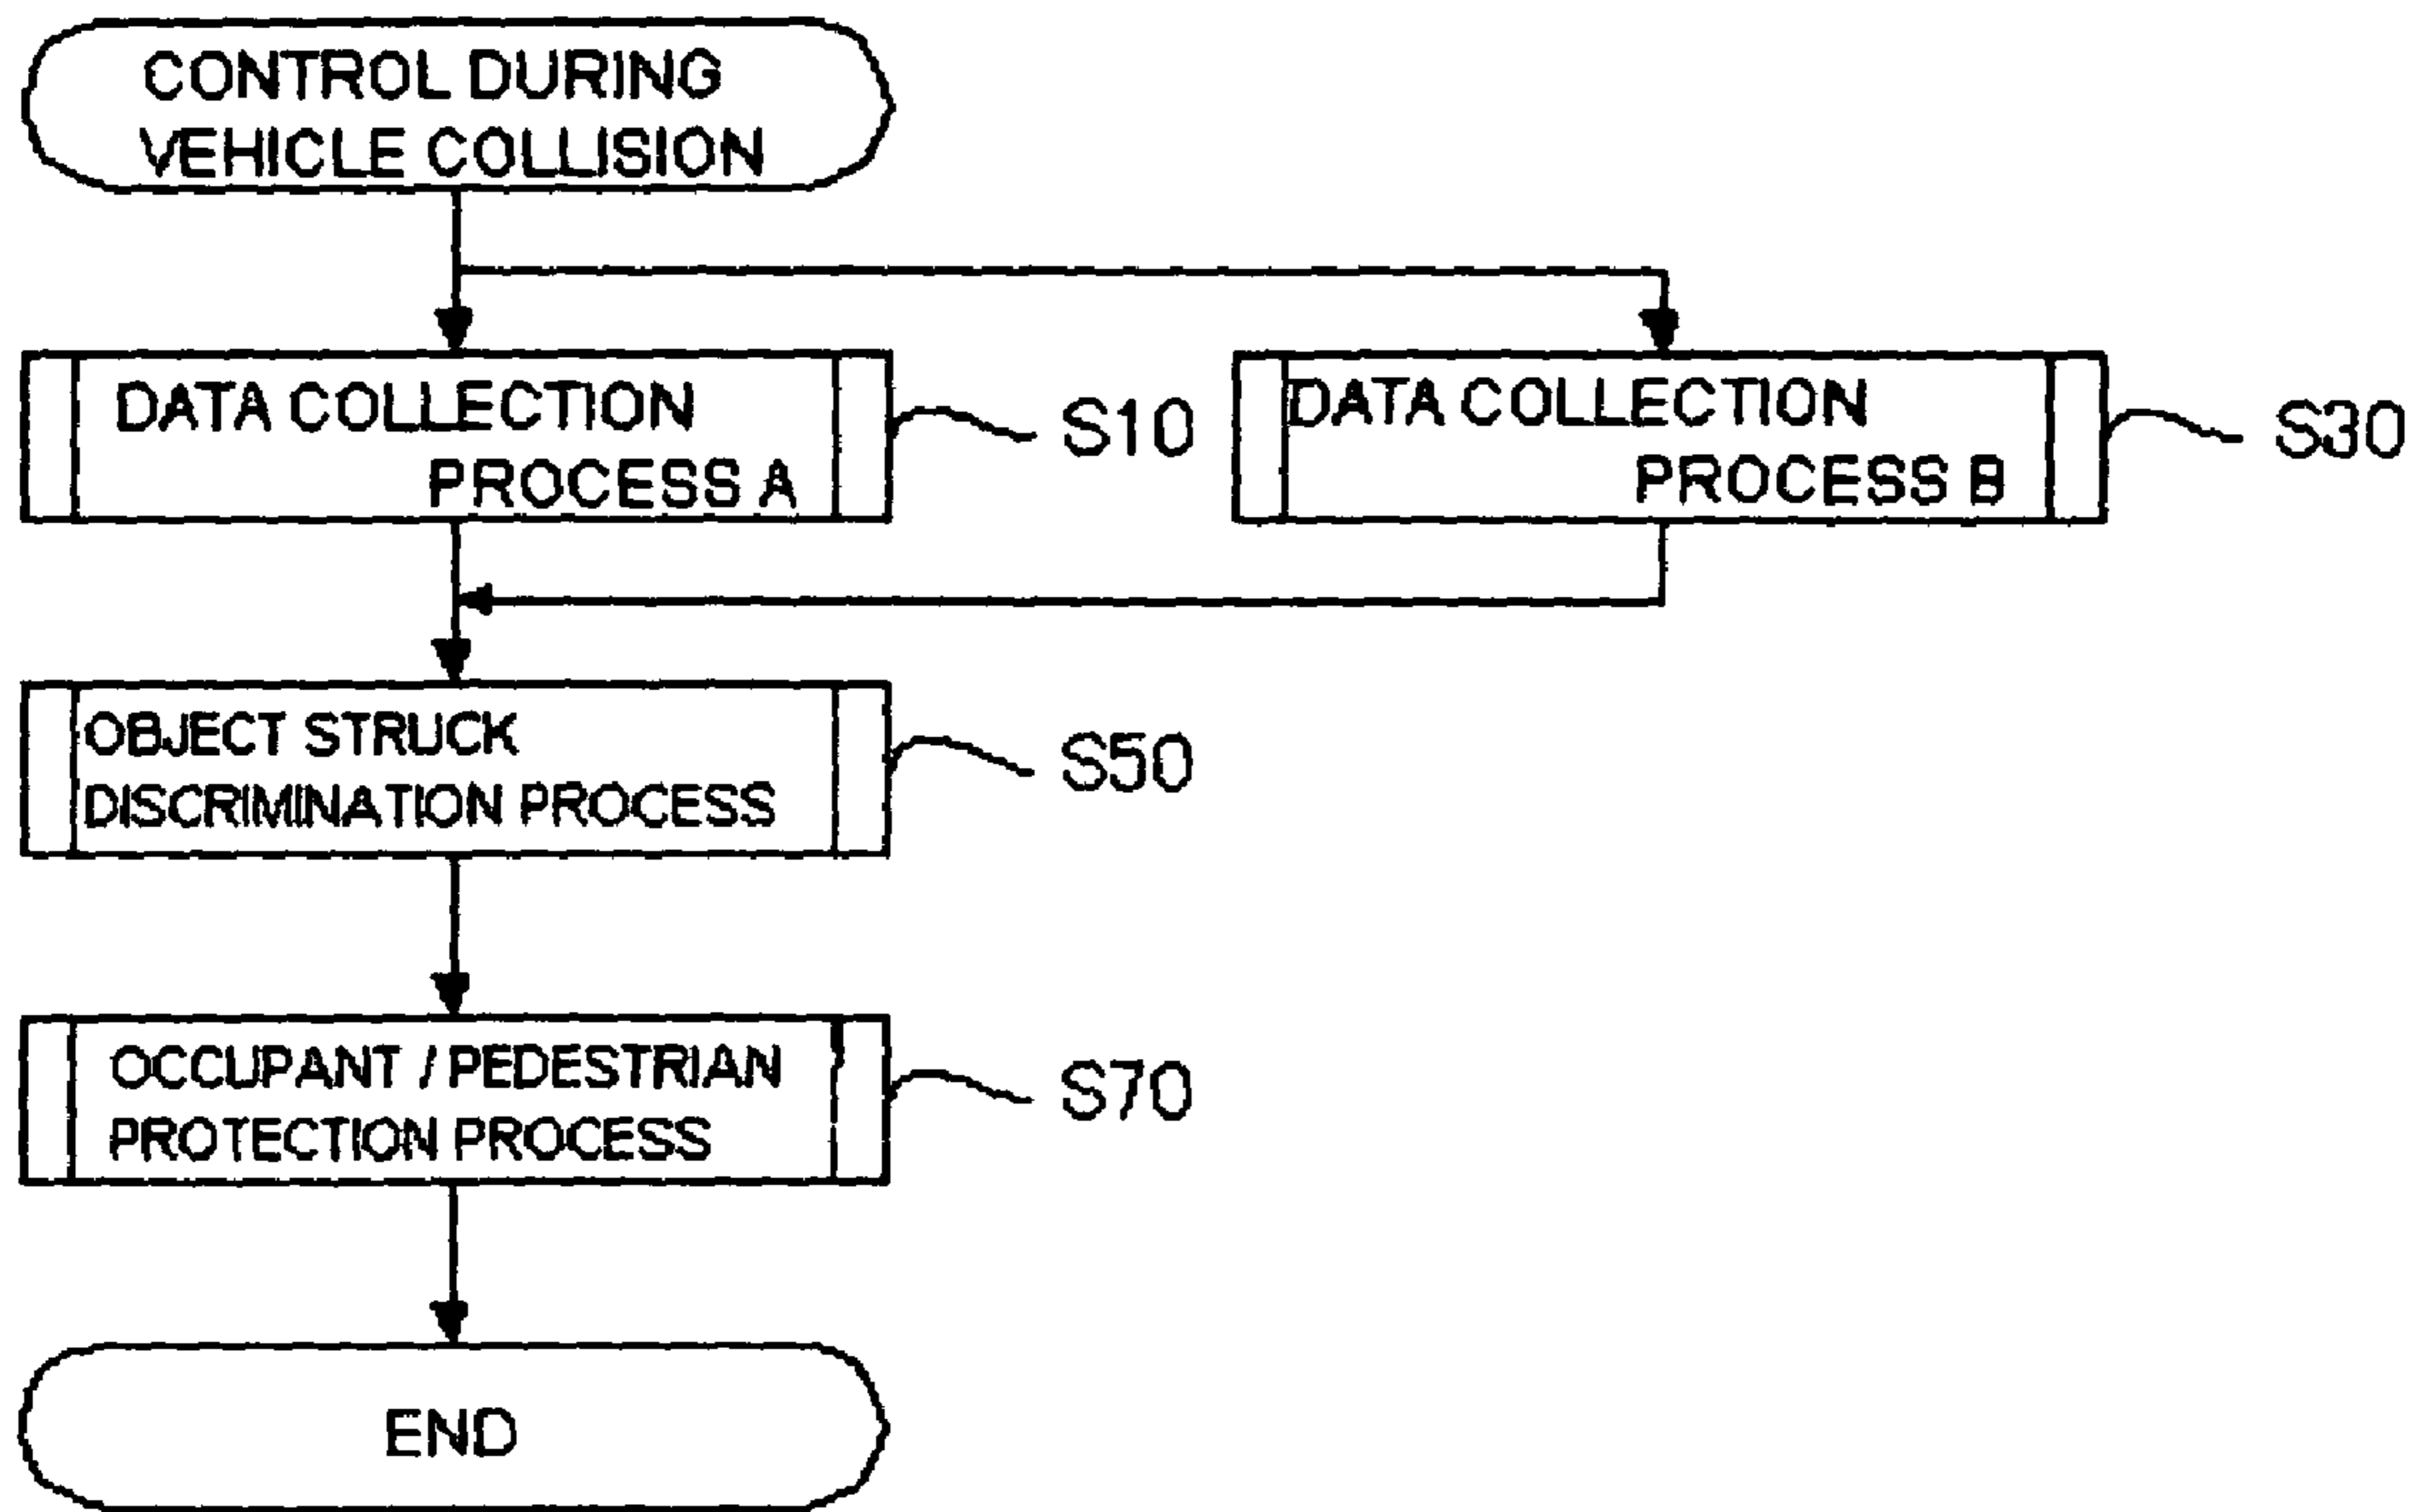 CONTROL DURING
VEHICLE COLLISION
DATA COLLECTION
PROCESS A
S10
DATA COLLECTION
PROCESS B
S30
OBJECT STRUCK
DISCRIMINATION PROCESS
S50
OCCUPANT / PEDESTRIAN
PROTECTION PROCESS
S70
END